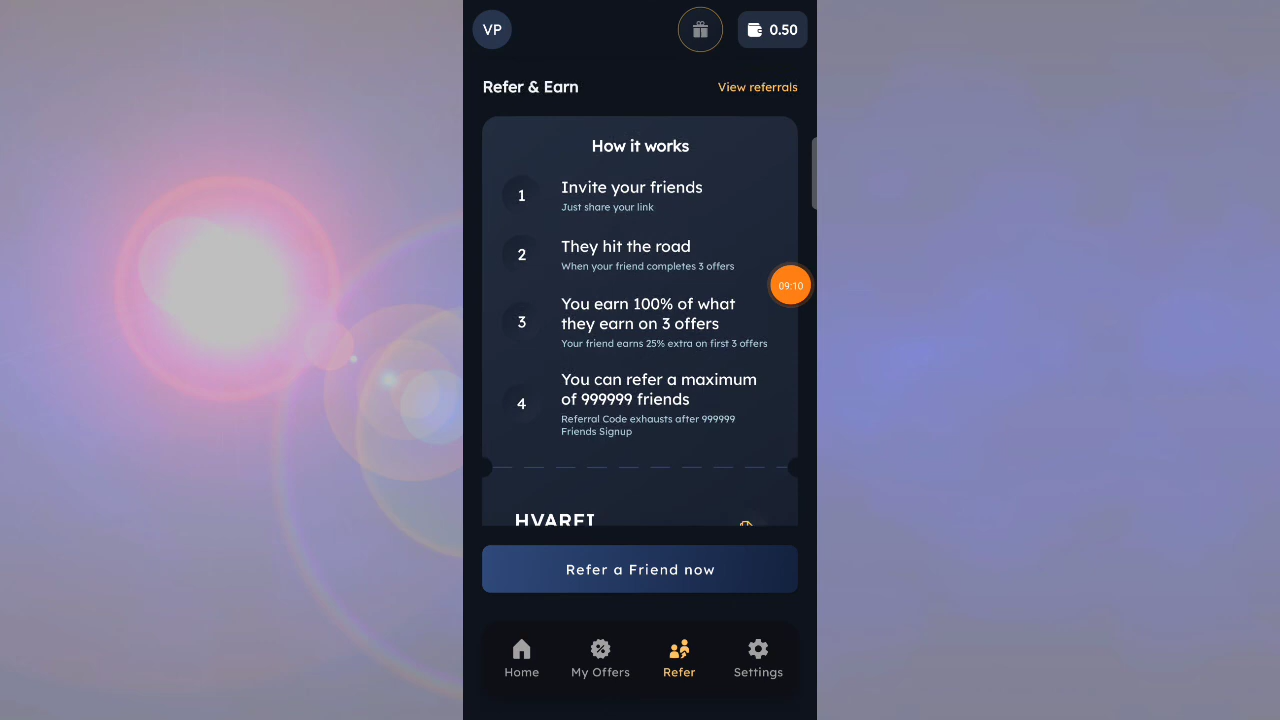 VP
0.50
Refer & Earn
View referrals
How it works
1
Invite your friends
Just share your link
2
They hit the road
When your friend completes 3 offers
09:10
3
You earn 100% of what
they earn on 3 offers
Your friend earns 25% extra on first 3 offers
4
You can refer a maximum
of 999999 friends
Referral Code exhausts after 999999
Friends Signup
Refer a Friend now
Home
My Offers
Refer
Settings